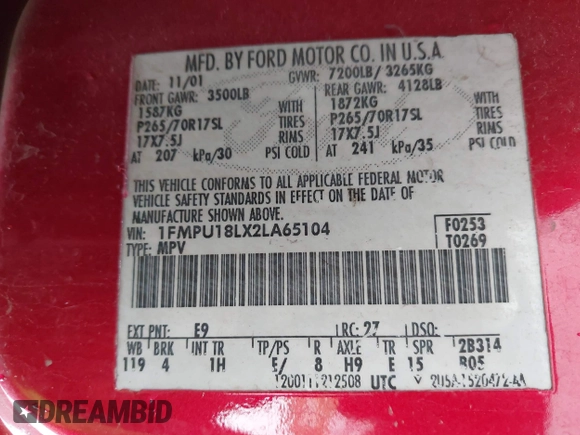 MFD. BY FORD MOTOR CO. IN U.S.A.
DATE: 11/01 GVWR: 7200LB/ 3265KG
FRONT GAWR: 3500LB REAR GAWR: 4128LB
1587KG WITH 1872KG WITH
P265/70R17SL TIRES P265/70R17SL TIRES
17X7.5J RIMS 17X7.5J RIMS
AT 207 kPa/30 PSI COLD AT 241 kPa/35 PSI COLD
THIS VEHICLE CONFORMS TO ALL APPLICABLE FEDERAL MOTOR
VEHICLE SAFETY STANDARDS IN EFFECT ON THE DATE OF
MANUFACTURE SHOWN ABOVE.
VIN: 1FMPU18LX2LA65104 F0253
TYPE: MPV T0269
EXT PNT: E9 RC: 27 DSO:
WB BRK INT TR TP/PS R AXLE TR SPR 2B314
119 4 1H E/ 8 H9 E 15 B05
UTC
DREAMBID